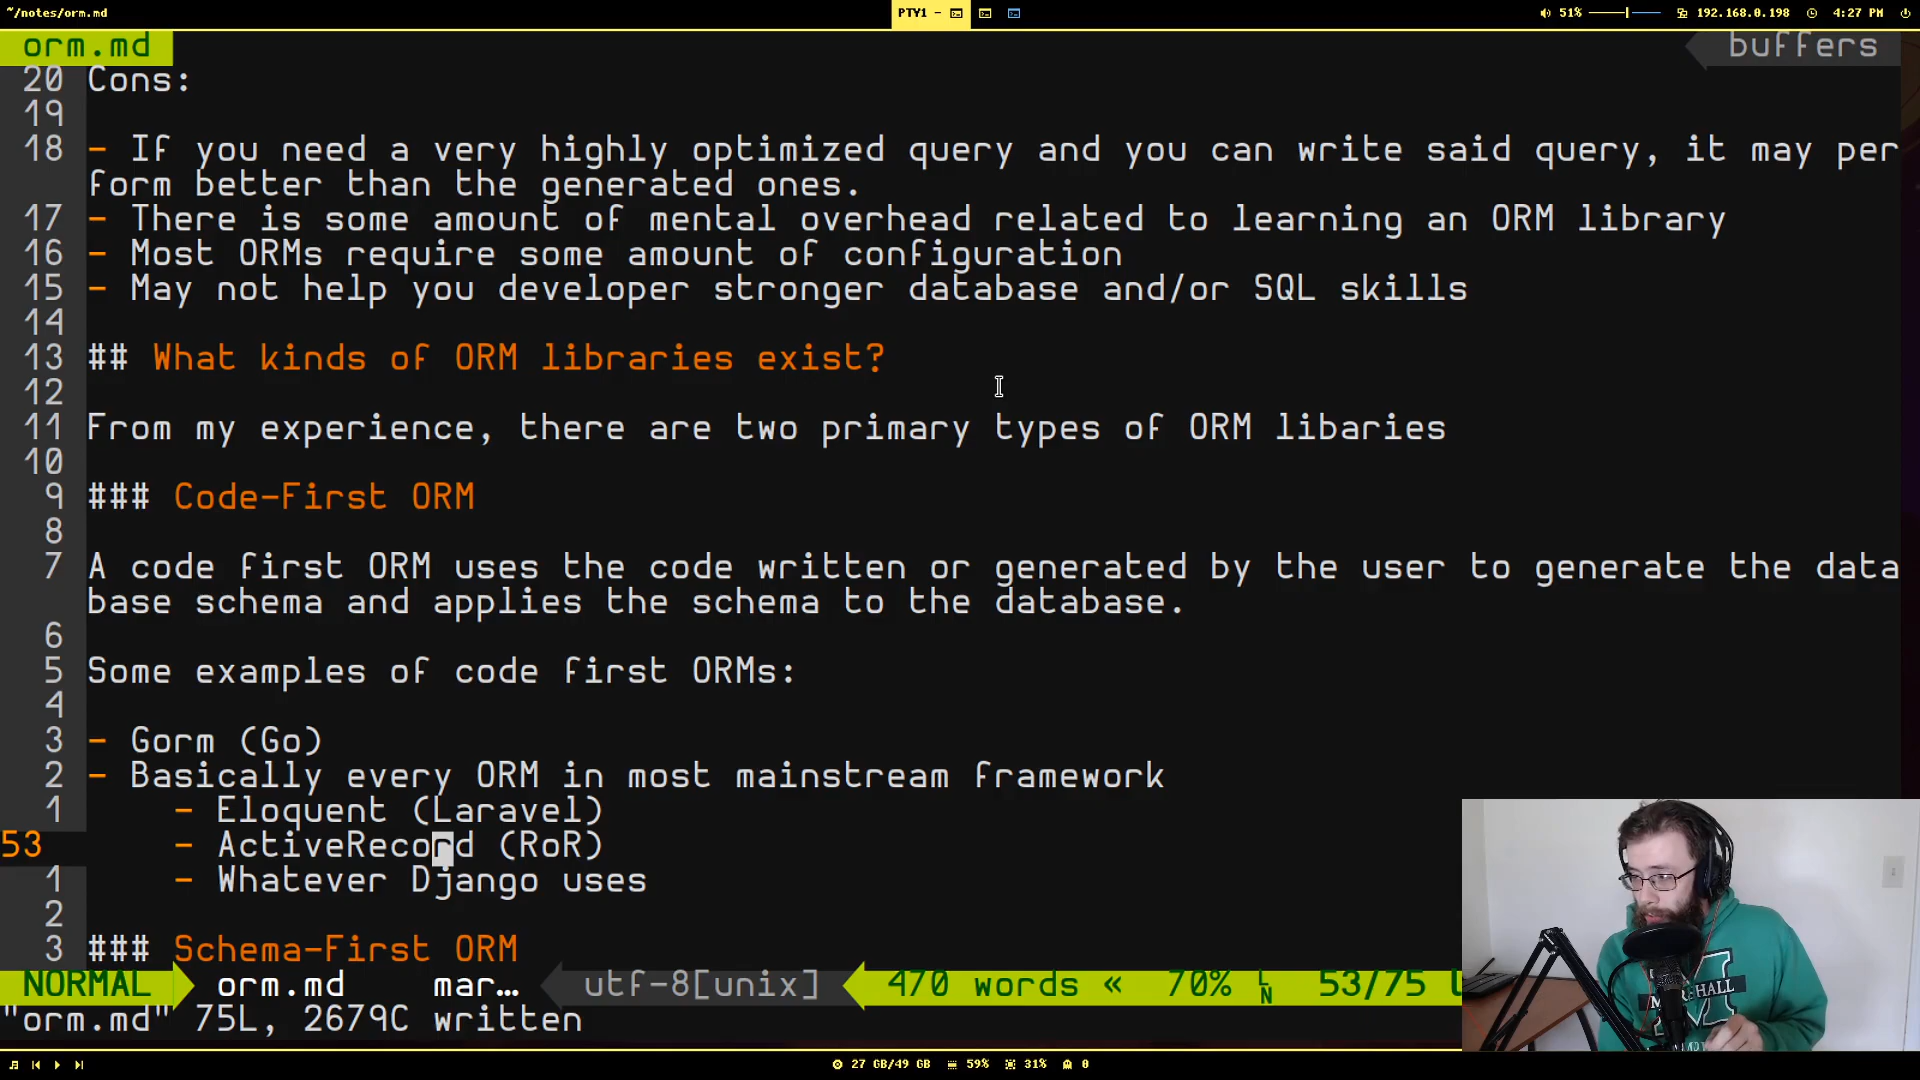 ~/notes/orm.md
PTY1 -
51%
192.168.0.198
4:27 PM
orm.md
buffers
20 Cons:
19
18 - If you need a very highly optimized query and you can write said query, it may per
form better than the generated ones.
17 - There is some amount of mental overhead related to learning an ORM library
16 - Most ORMs require some amount of configuration
15 - May not help you developer stronger database and/or SQL skills
14
13 ## What kinds of ORM libraries exist?
12
11 From my experience, there are two primary types of ORM libaries
10
9 ### Code-First ORM
8
7 A code first ORM uses the code written or generated by the user to generate the data
base schema and applies the schema to the database.
6
5 Some examples of code first ORMs:
4
3 - Gorm (Go)
2 - Basically every ORM in most mainstream framework
1 - Eloquent (Laravel)
53 - ActiveRecord (RoR)
1 - Whatever Django uses
2
3 ### Schema-First ORM
NORMAL orm.md mar… utf-8[unix] 470 words « 70% LN 53/75
"orm.md" 75L, 2679C written
MARSHALL
27 GB/49 GB
59%
31%
0